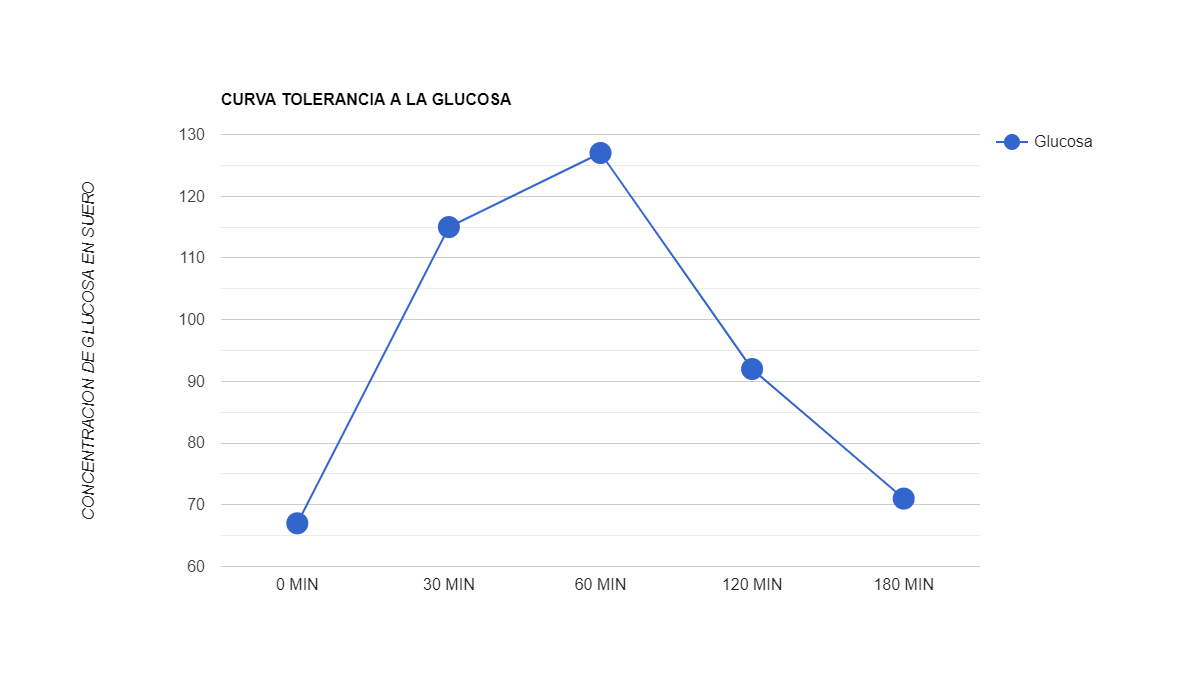 CURVA TOLERANCIA A LA GLUCOSA
Glucosa
CONCENTRACION DE GLUCOSA EN SUERO
130
120
110
100
90
80
70
60
0 MIN
30 MIN
60 MIN
120 MIN
180 MIN